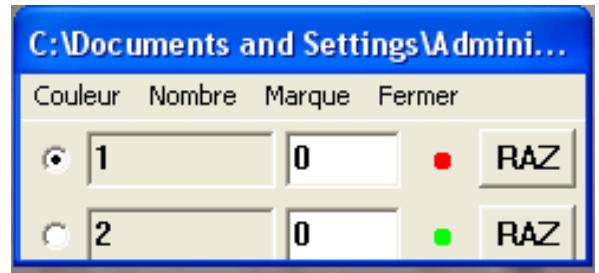 C:\Documents and Settings\Admini...
Couleur Nombre Marque Fermer
1 0 RAZ
2 0 RAZ